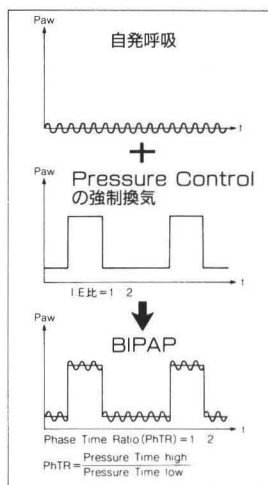 Paw
自発呼吸
t
+
Paw
Pressure Control
の強制換気
t
I E比=1 2
BIPAP
Paw
t
Phase Time Ratio (PhTR) = 1 2
PhTR = Pressure Time high
Pressure Time low